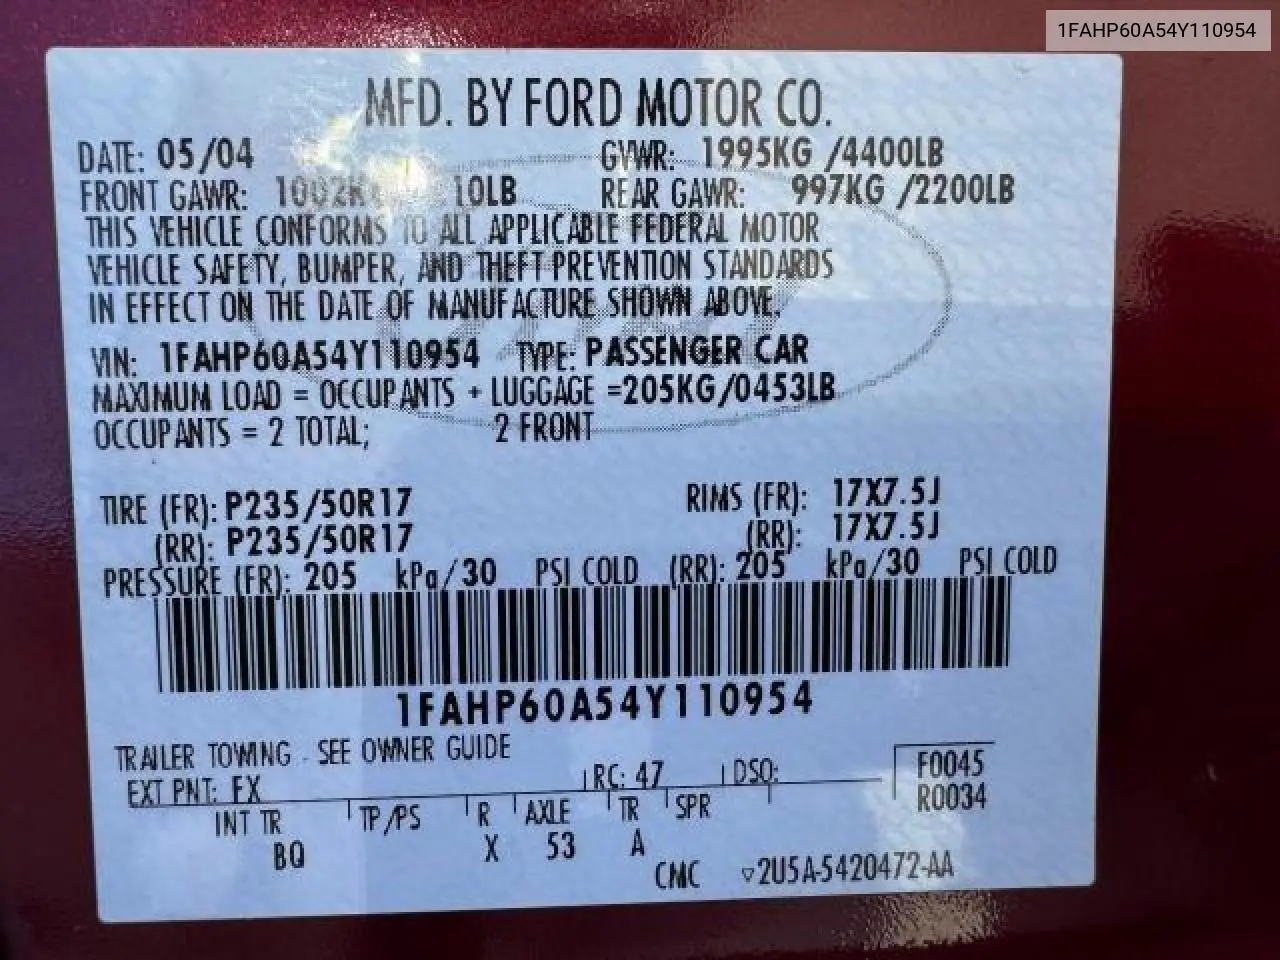 1FAHP60A54Y110954
MFD. BY FORD MOTOR CO.
DATE: 05/04 GVWR: 1995KG /4400LB
FRONT GAWR: 10LB REAR GAWR: 997KG /2200LB
THIS VEHICLE CONFORMS TO ALL APPLICABLE FEDERAL MOTOR
VEHICLE SAFETY, BUMPER, AND THEFT PREVENTION STANDARDS
IN EFFECT ON THE DATE OF MANUFACTURE SHOWN ABOVE.
VIN: 1FAHP60A54Y110954 TYPE: PASSENGER CAR
MAXIMUM LOAD = OCCUPANTS + LUGGAGE =205KG/0453LB
OCCUPANTS = 2 TOTAL; 2 FRONT
TIRE (FR): P235/50R17 RIMS (FR): 17X7.5J
(RR): P235/50R17 (RR): 17X7.5J
PRESSURE (FR): 205 kPa/30 PSI COLD (RR): 205 kPa/30 PSI COLD
1FAHP60A54Y110954
TRAILER TOWING - SEE OWNER GUIDE
EXT PNT: FX RC: 47 DSO: F0045
R0034
INT TR TP/PS R AXLE TR SPR
BQ X 53 A
CMC ▽2U5A-5420472-AA